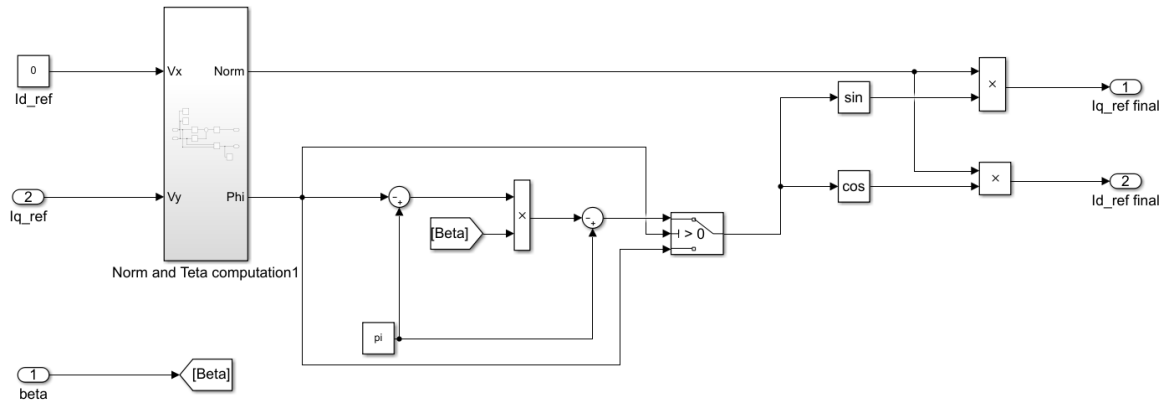 0
Id_ref
2
Iq_ref
Vx
Vy
Norm
Phi
Norm and Teta computation1
-
+
[Beta]
×
-
+
> 0
pi
sin
cos
×
×
1
Iq_ref final
2
Id_ref final
1
beta
[Beta]